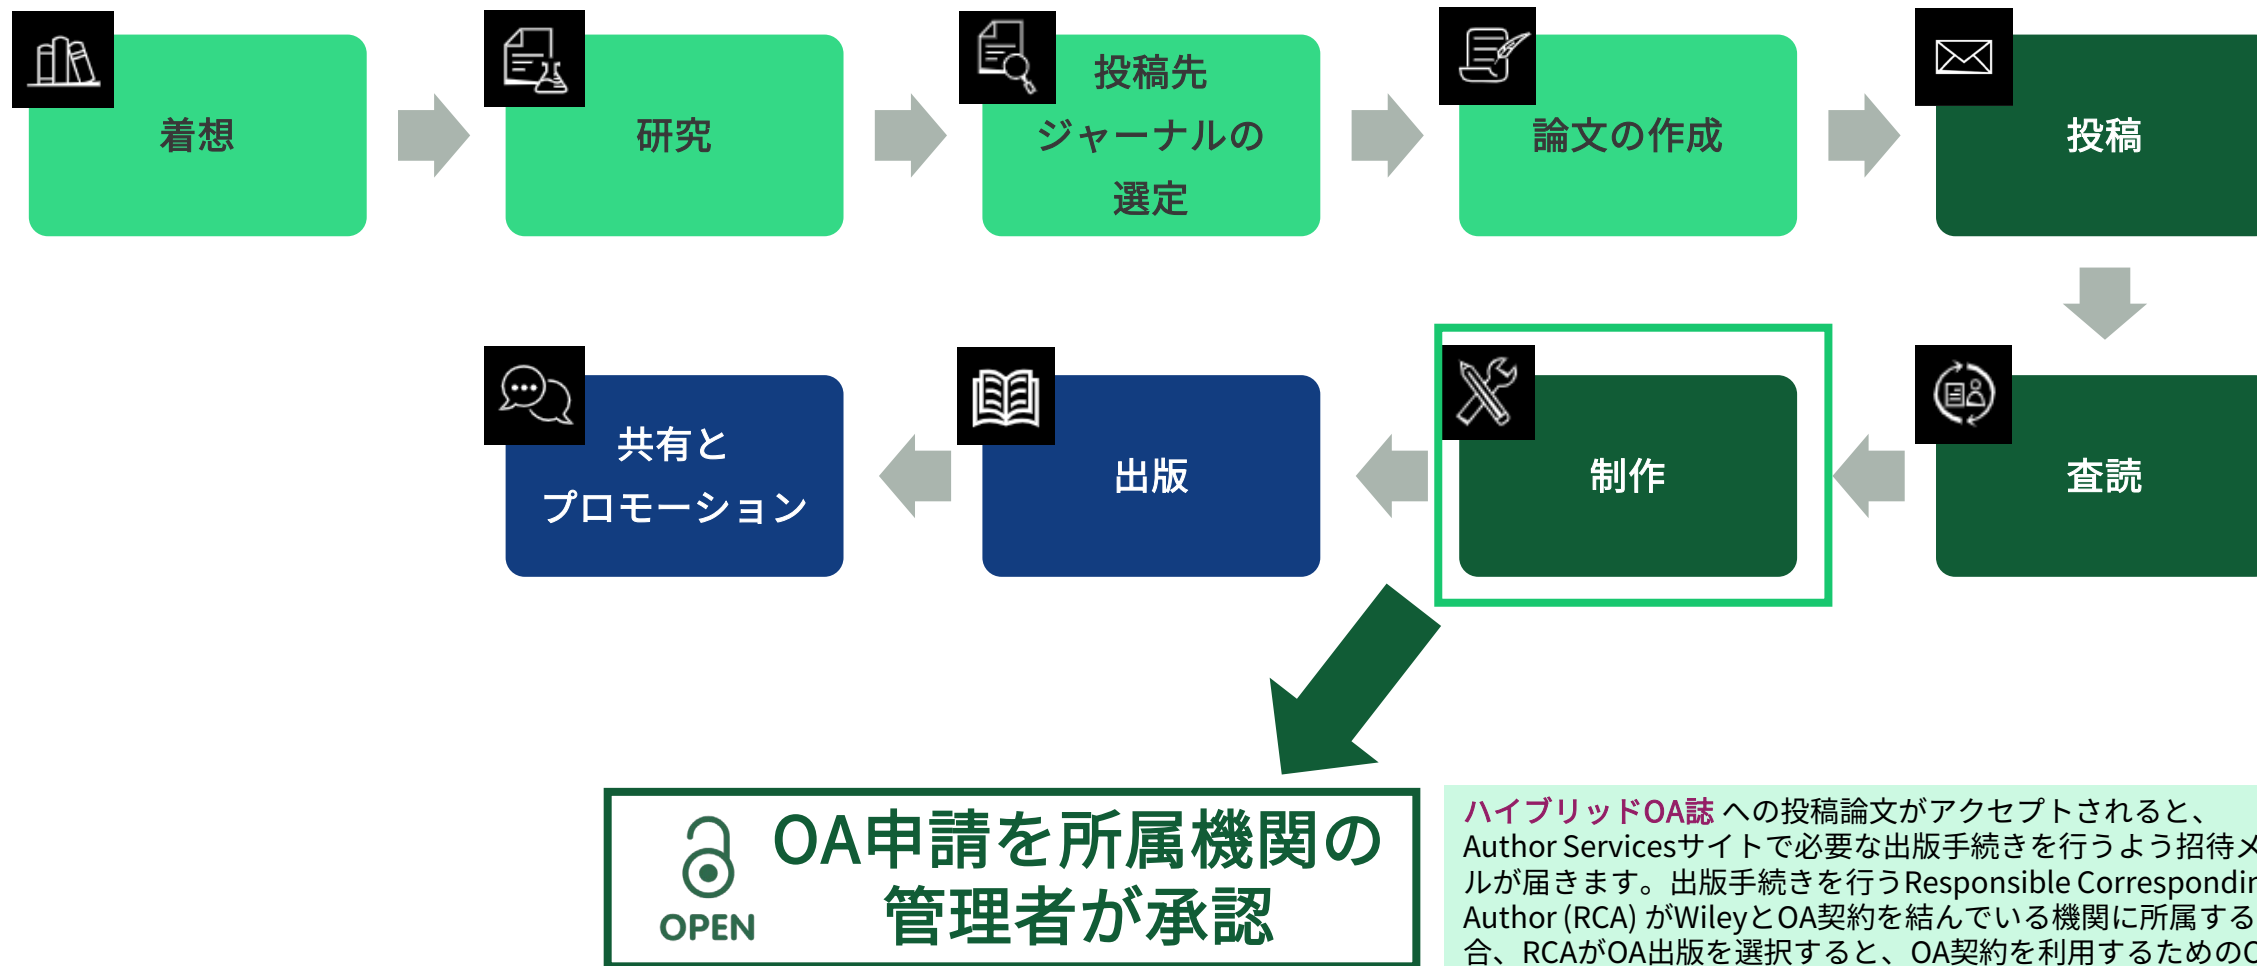 着想
研究
投稿先
ジャーナルの
選定
論文の作成
投稿
査読
制作
出版
共有と
プロモーション
OPEN
OA申請を所属機関の
管理者が承認
ハイブリッドOA誌 への投稿論文がアクセプトされると、
Author Servicesサイトで必要な出版手続きを行うよう招待メ
ルが届きます。出版手続きを行うResponsible Correspondin
Author (RCA) がWileyとOA契約を結んでいる機関に所属する
合、RCAがOA出版を選択すると、OA契約を利用するための